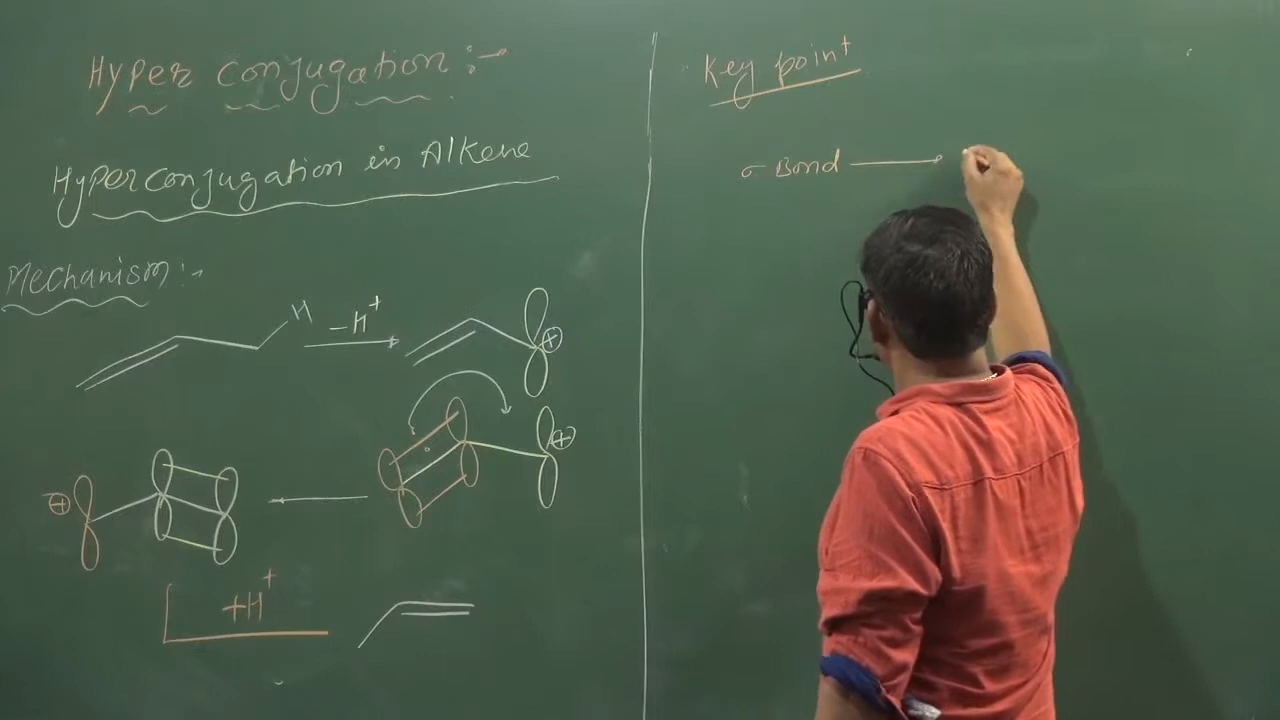 Hyper conjugation :-
Hyperconjugation in Alkene
Mechanism :-
H
-H+
+
+
+
+H+
Key point
σ Bond